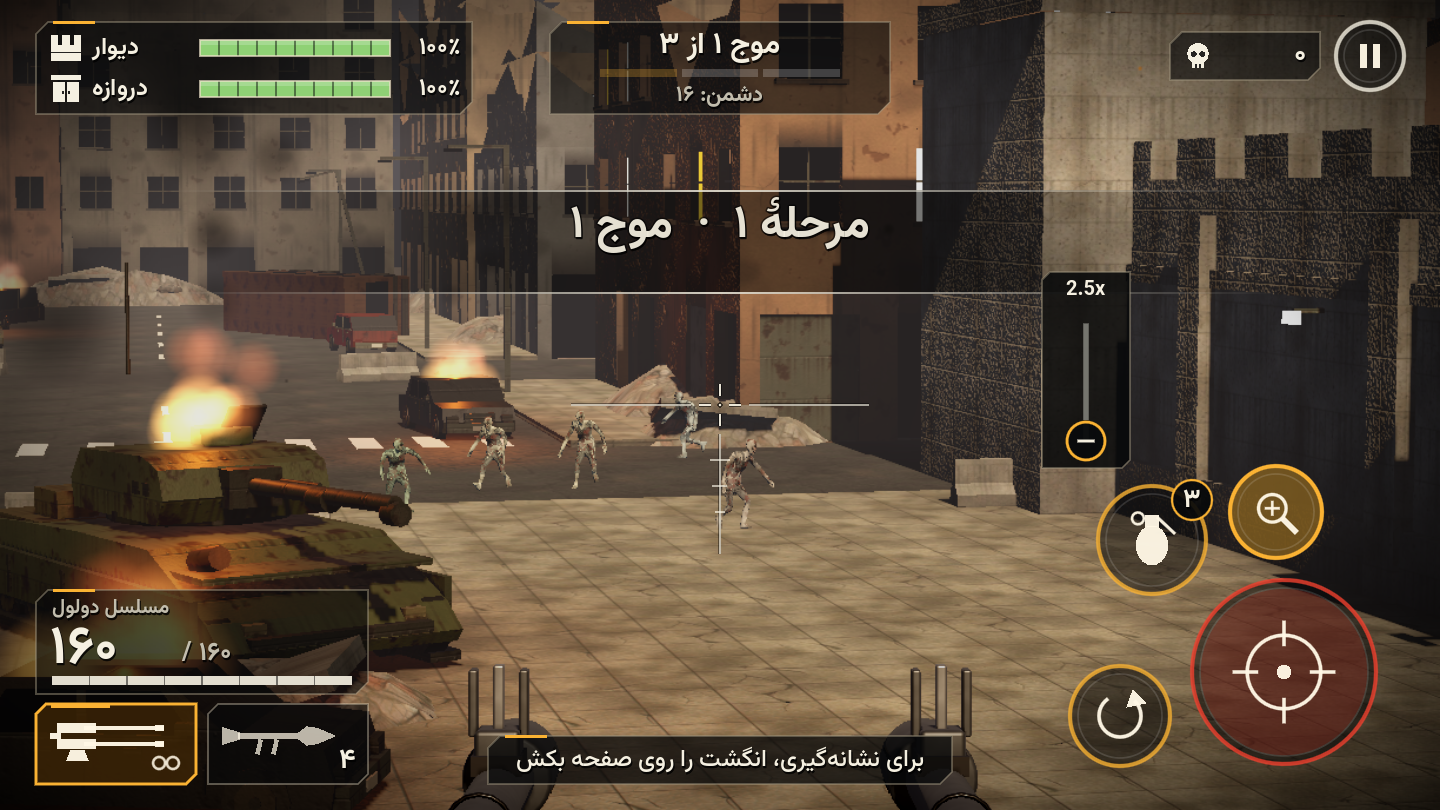 دیوار ۱۰۰٪
دروازه ۱۰۰٪
موج ۱ از ۳
دشمن: ۱۶
۰
مرحلهٔ ۱ · موج ۱
2.5x
۳
مسلسل دولول
۱۶۰ / ۱۶۰
∞
۴
برای نشانه‌گیری، انگشت را روی صفحه بکش